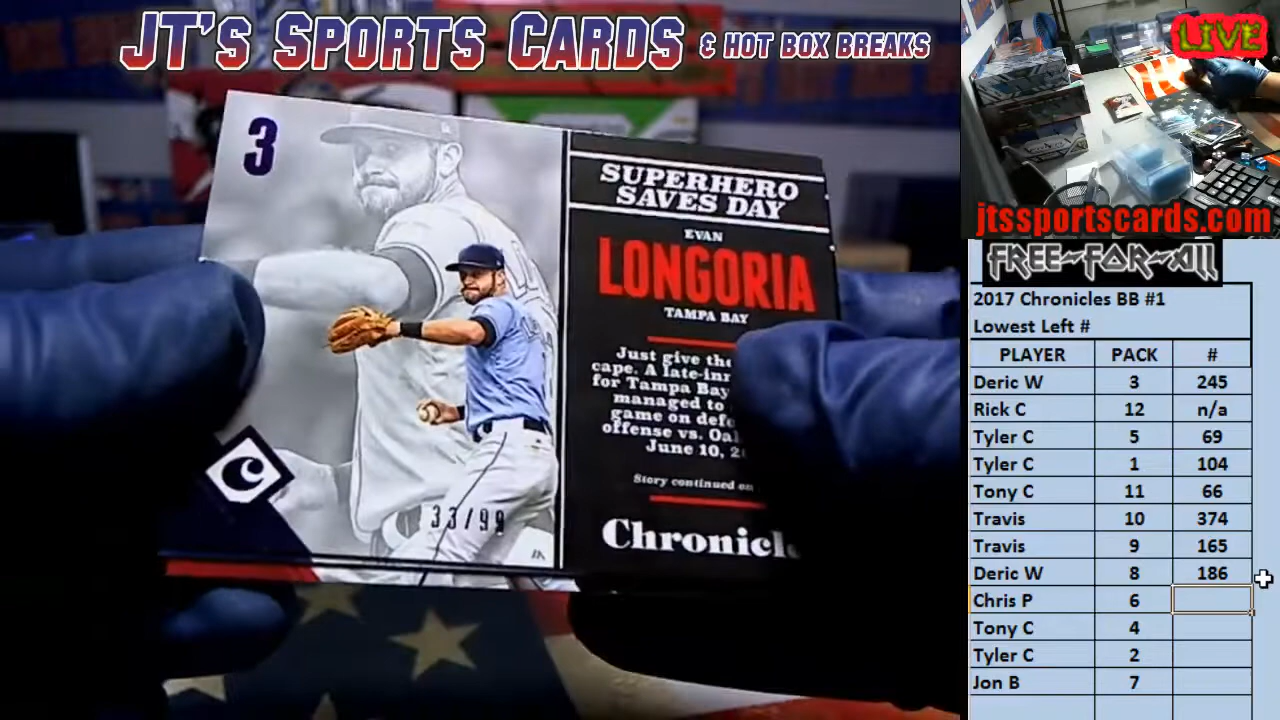 JT's Sports Cards & Hot Box Breaks
LIVE
jtssportscards.com
3
SUPERHERO
SAVES DAY
EVAN
LONGORIA
TAMPA BAY
Just give the
cape. A late-inn
for Tampa Bay
managed to
game on defe
offense vs. Oa
June 10, 2
Story continued on
Chronicl
C
33/99
FREE-FOR-ALL
2017 Chronicles BB #1
Lowest Left #
PLAYER PACK #
Deric W 3 245
Rick C 12 n/a
Tyler C 5 69
Tyler C 1 104
Tony C 11 66
Travis 10 374
Travis 9 165
Deric W 8 186
Chris P 6
Tony C 4
Tyler C 2
Jon B 7